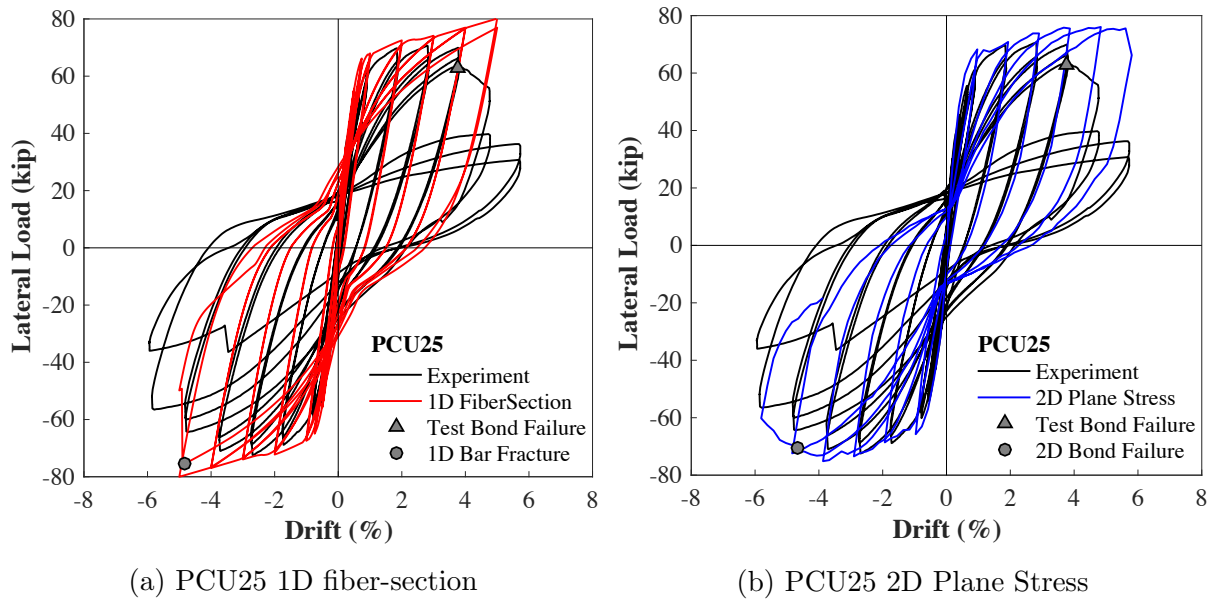 80
60
40
20
0
-20
-40
-60
-80
Lateral Load (kip)
-8 -6 -4 -2 0 2 4 6 8
Drift (%)
PCU25
Experiment
1D FiberSection
Test Bond Failure
1D Bar Fracture
(a) PCU25 1D fiber-section
80
60
40
20
0
-20
-40
-60
-80
Lateral Load (kip)
-8 -6 -4 -2 0 2 4 6 8
Drift (%)
PCU25
Experiment
2D Plane Stress
Test Bond Failure
2D Bond Failure
(b) PCU25 2D Plane Stress